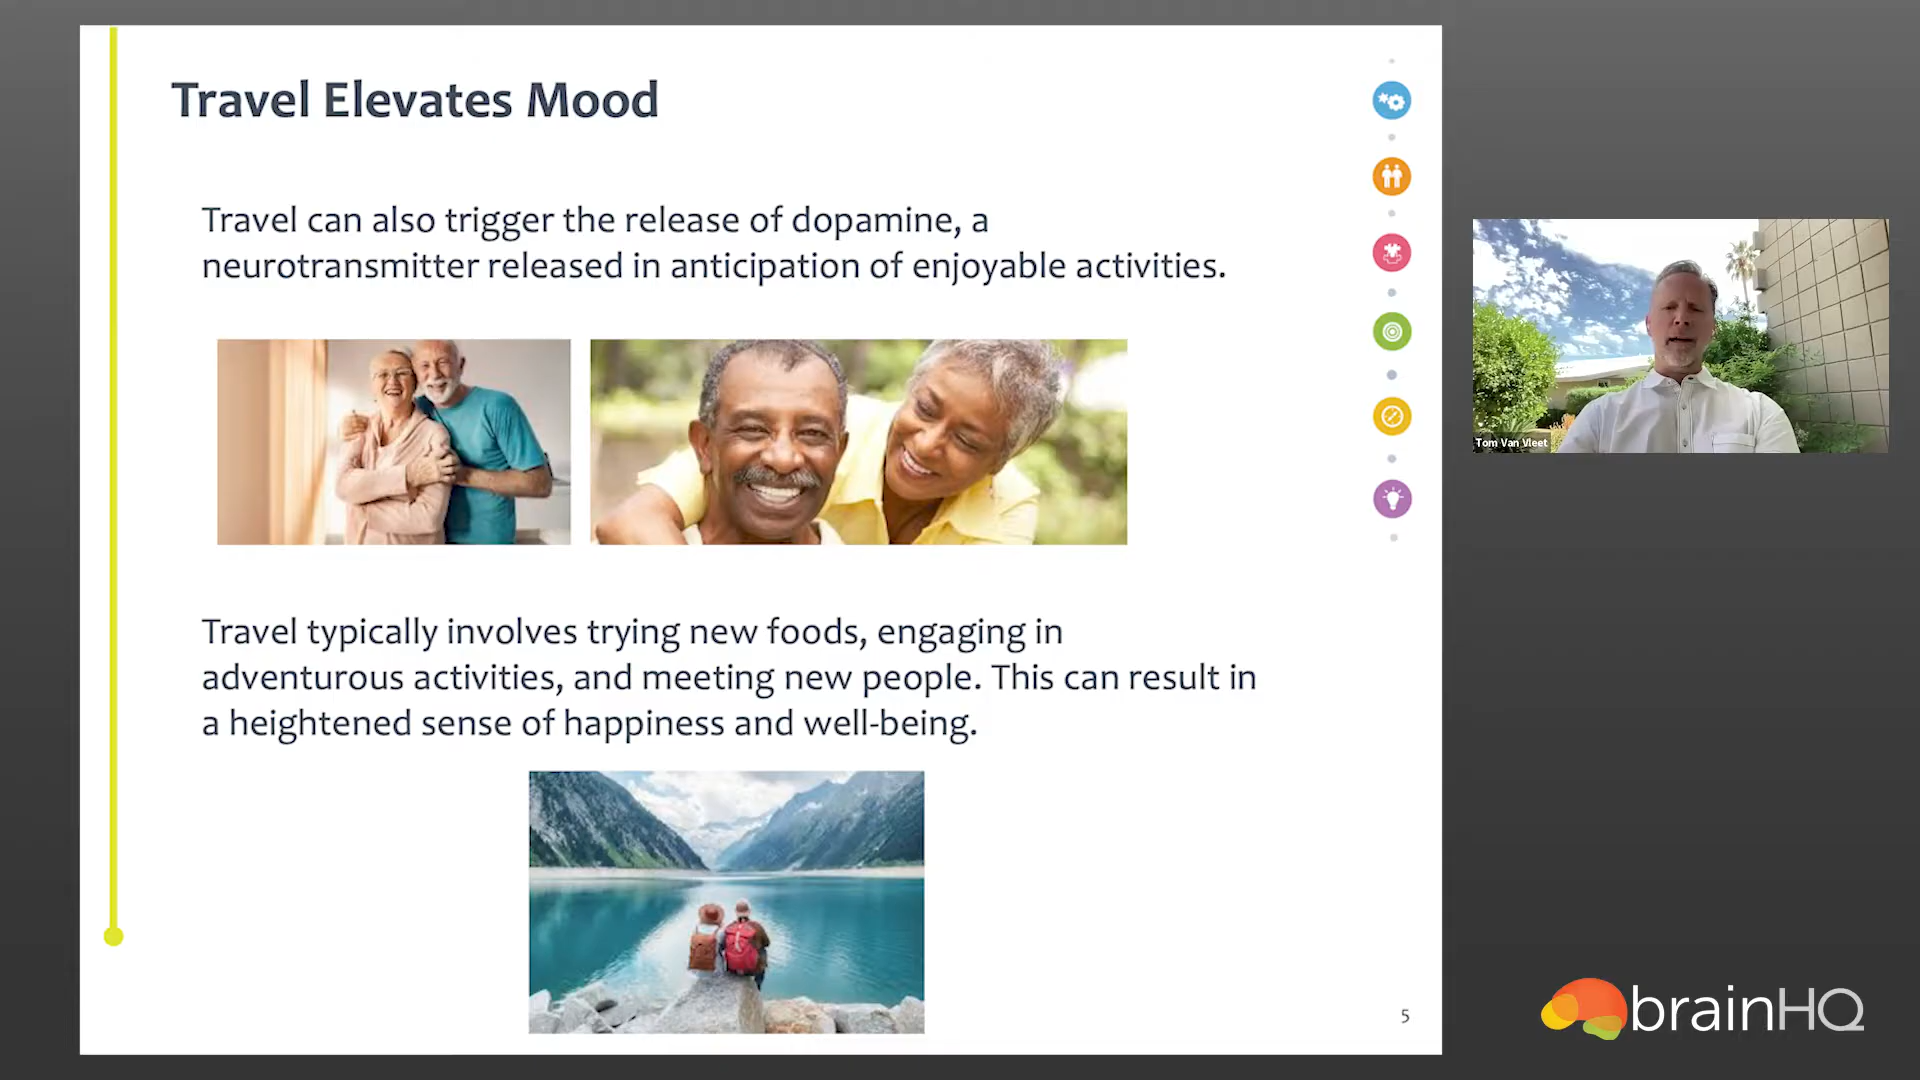 Travel Elevates Mood
Travel can also trigger the release of dopamine, a
neurotransmitter released in anticipation of enjoyable activities.
Travel typically involves trying new foods, engaging in
adventurous activities, and meeting new people. This can result in
a heightened sense of happiness and well-being.
5
Tom Van Vleet
brainHQ